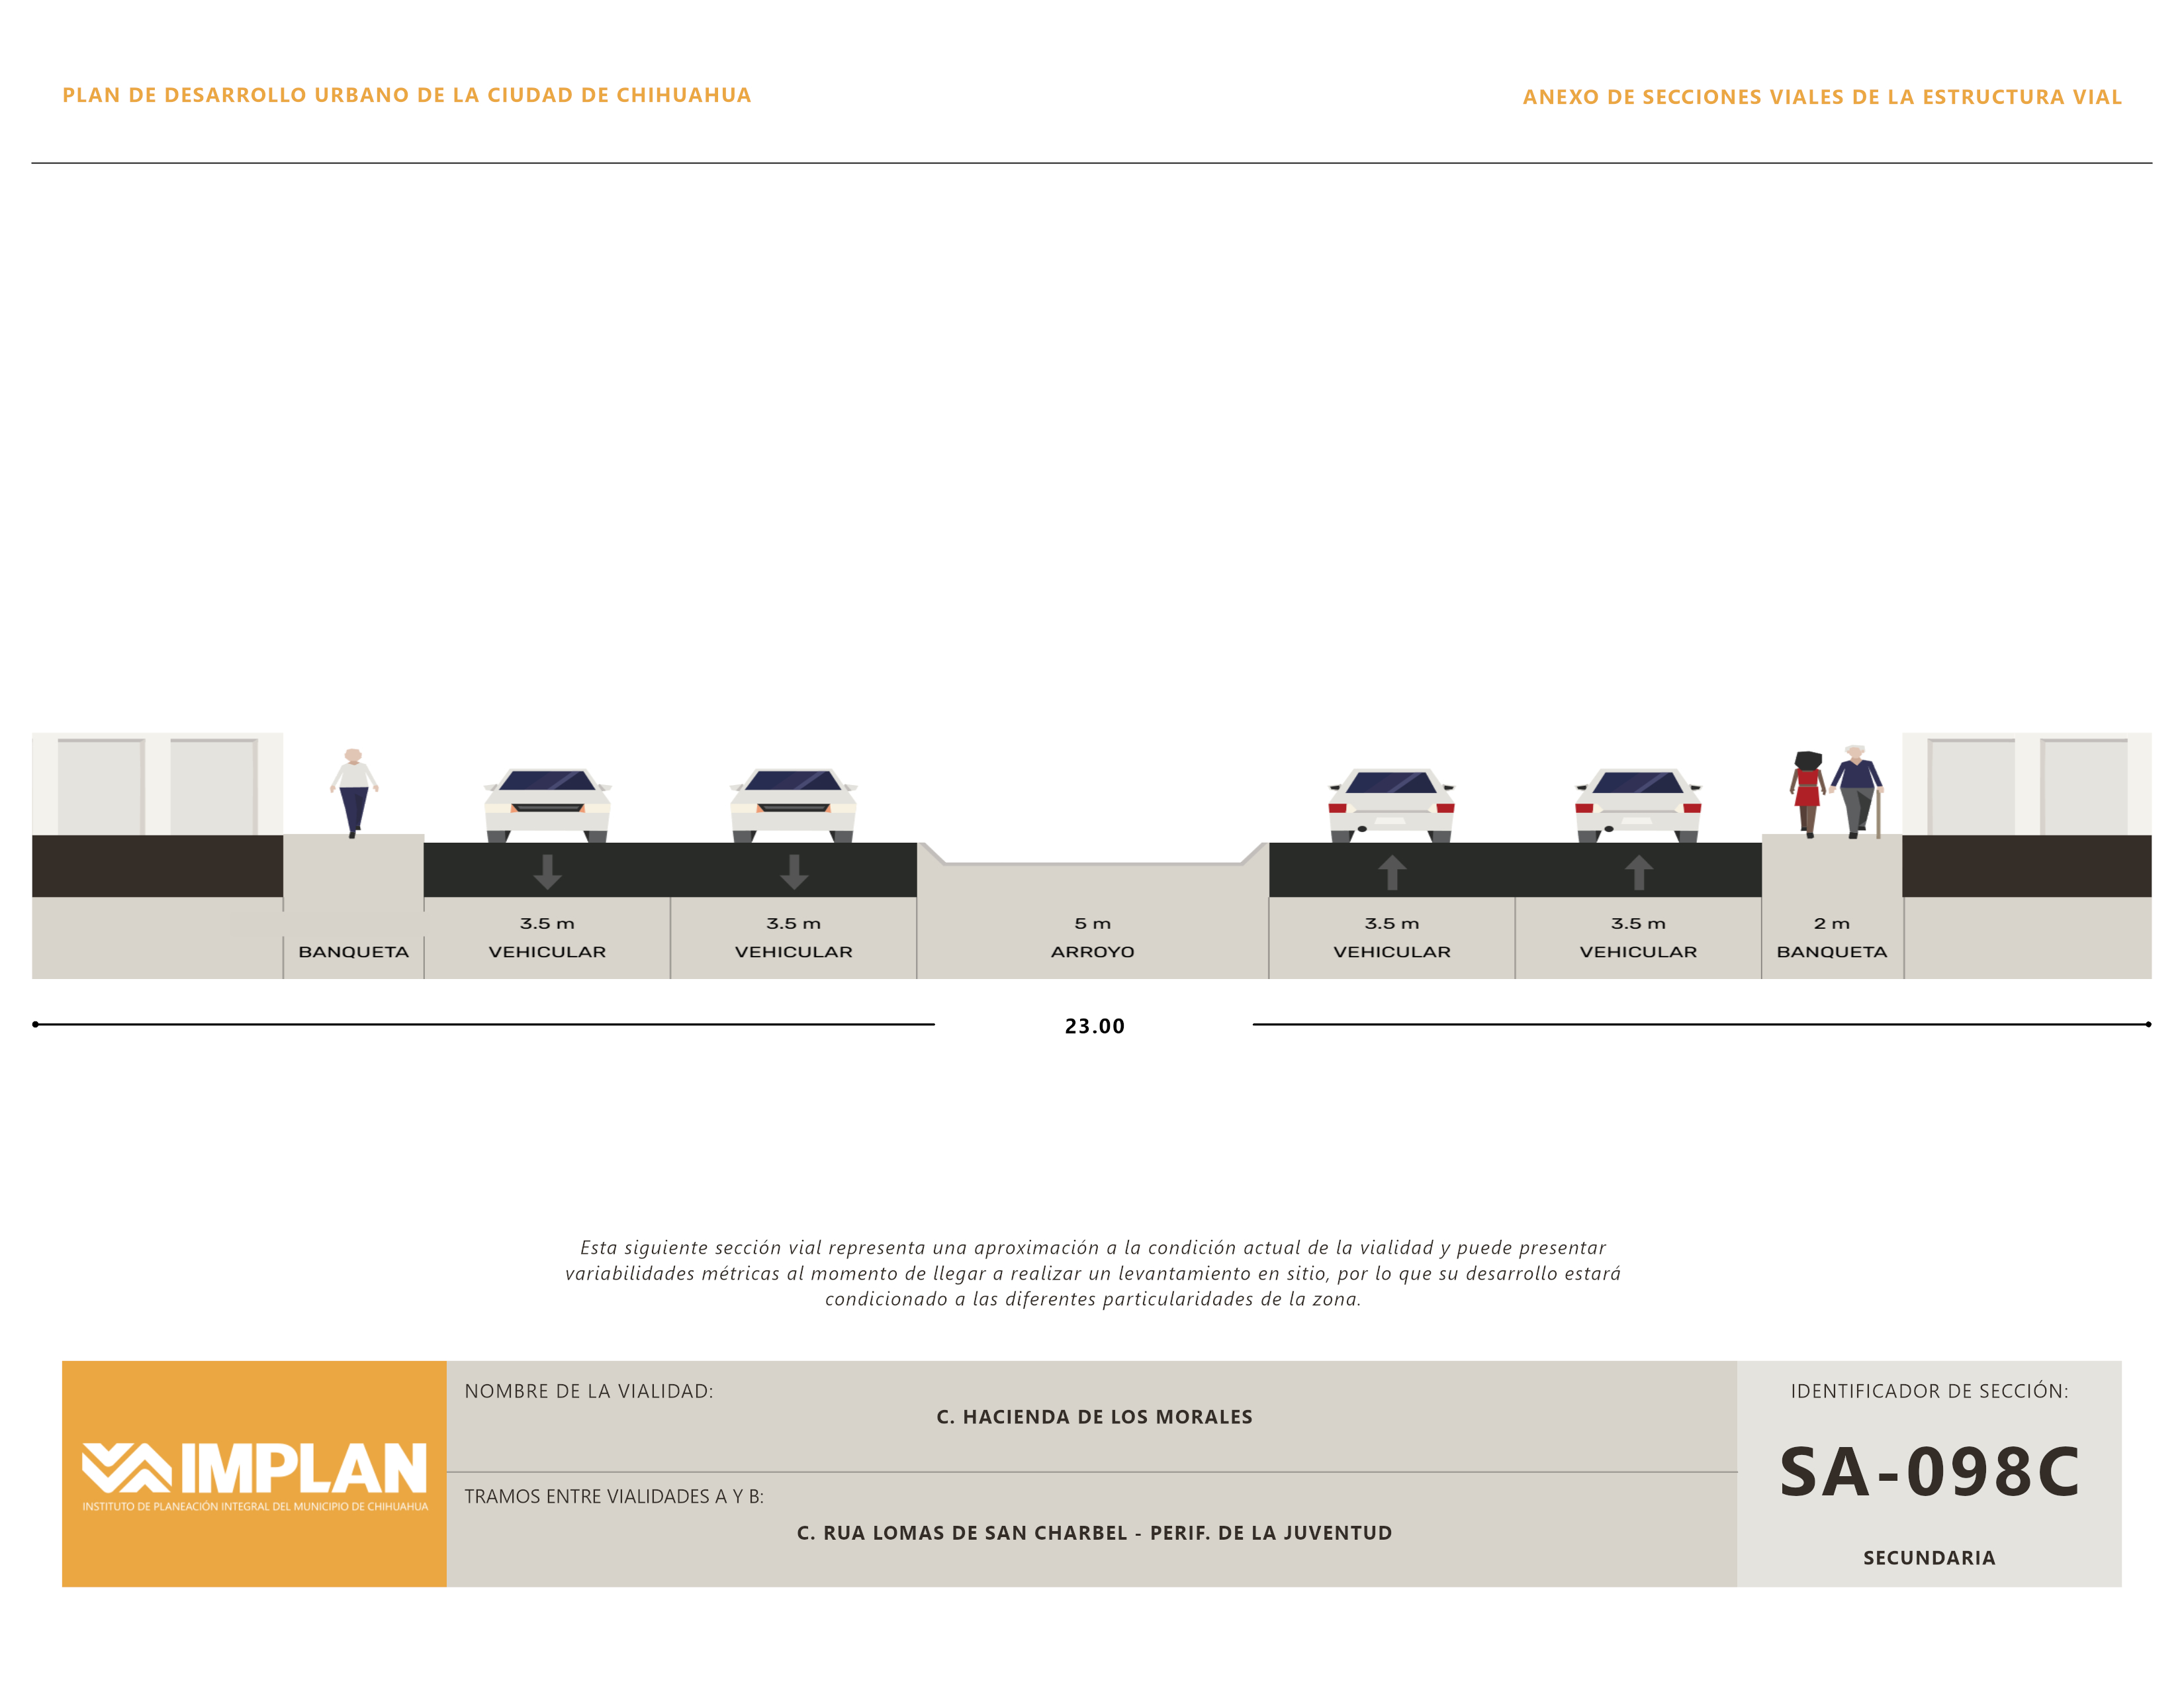 PLAN DE DESARROLLO URBANO DE LA CIUDAD DE CHIHUAHUA
ANEXO DE SECCIONES VIALES DE LA ESTRUCTURA VIAL
3.5 m
3.5 m
5 m
3.5 m
3.5 m
2 m
BANQUETA
VEHICULAR
VEHICULAR
ARROYO
VEHICULAR
VEHICULAR
BANQUETA
23.00
Esta siguiente sección vial representa una aproximación a la condición actual de la vialidad y puede presentar
variabilidades métricas al momento de llegar a realizar un levantamiento en sitio, por lo que su desarrollo estará
condicionado a las diferentes particularidades de la zona.
IMPLAN
INSTITUTO DE PLANEACIÓN INTEGRAL DEL MUNICIPIO DE CHIHUAHUA
NOMBRE DE LA VIALIDAD:
C. HACIENDA DE LOS MORALES
TRAMOS ENTRE VIALIDADES A Y B:
C. RUA LOMAS DE SAN CHARBEL - PERIF. DE LA JUVENTUD
IDENTIFICADOR DE SECCIÓN:
SA-098C
SECUNDARIA